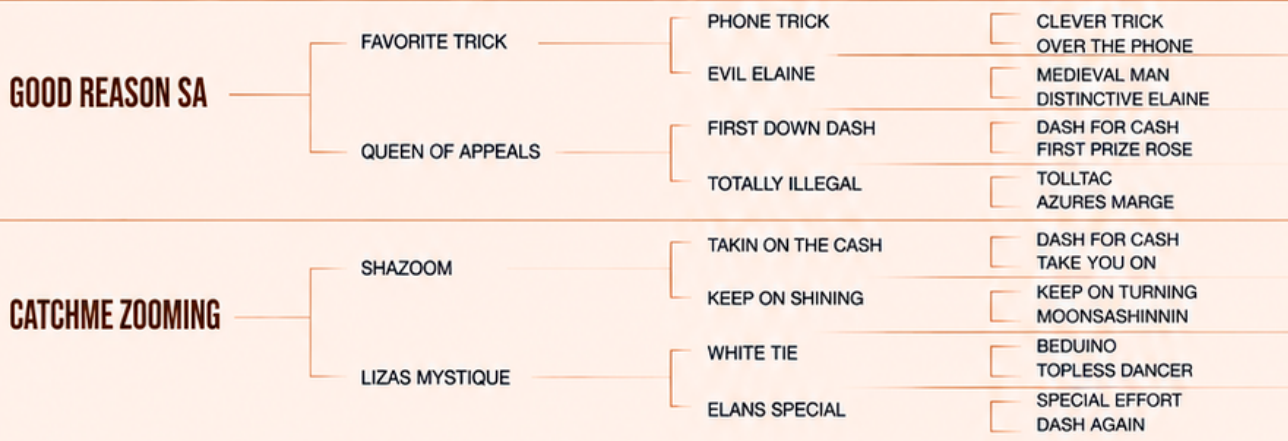 GOOD REASON SA
FAVORITE TRICK
QUEEN OF APPEALS
PHONE TRICK
EVIL ELAINE
FIRST DOWN DASH
TOTALLY ILLEGAL
CLEVER TRICK
OVER THE PHONE
MEDIEVAL MAN
DISTINCTIVE ELAINE
DASH FOR CASH
FIRST PRIZE ROSE
TOLLTAC
AZURES MARGE
CATCHME ZOOMING
SHAZOOM
LIZAS MYSTIQUE
TAKIN ON THE CASH
KEEP ON SHINING
WHITE TIE
ELANS SPECIAL
DASH FOR CASH
TAKE YOU ON
KEEP ON TURNING
MOONSASHINNIN
BEDUINO
TOPLESS DANCER
SPECIAL EFFORT
DASH AGAIN